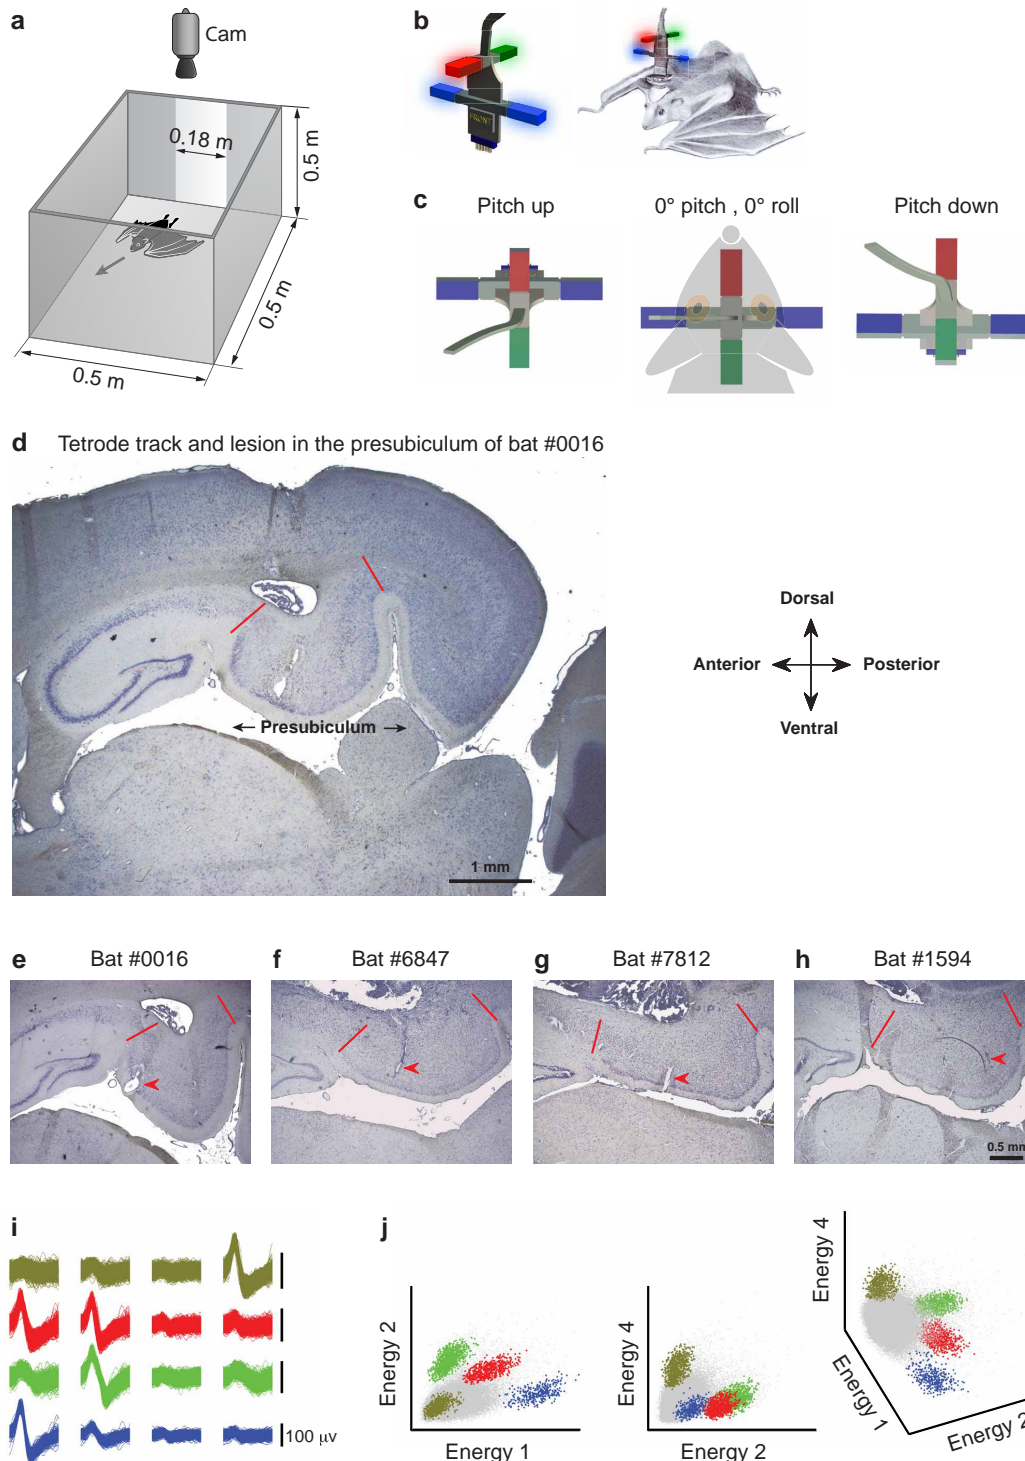 a
Cam
0.18 m
0.5 m
0.5 m
0.5 m
b
FRONT
c
Pitch up
0° pitch , 0° roll
Pitch down
d Tetrode track and lesion in the presubiculum of bat #0016
Presubiculum
1 mm
Dorsal
Anterior
Posterior
Ventral
e Bat #0016
f Bat #6847
g Bat #7812
h Bat #1594
0.5 mm
i
100 μv
j
Energy 2
Energy 1
Energy 4
Energy 2
Energy 4
Energy 1
Energy 2